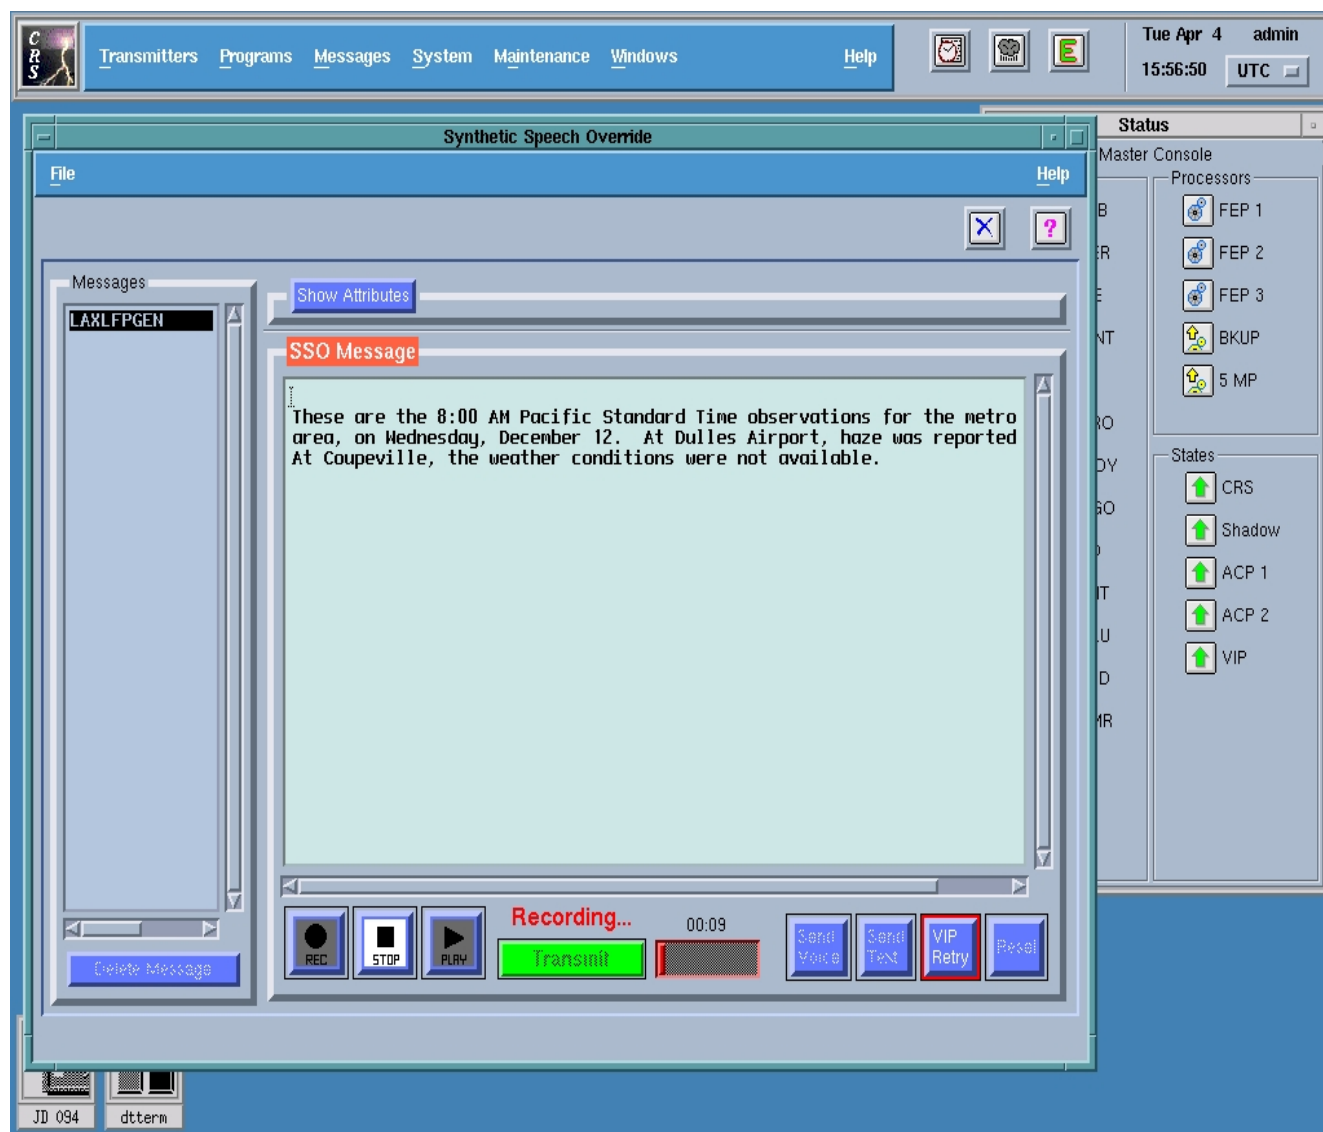 CRS
Transmitters Programs Messages System Maintenance Windows Help
E
Tue Apr 4 admin
15:56:50 UTC
Synthetic Speech Override
File Help
?
Messages
LAXLFPGEN
Delete Message
Show Attributes
SSO Message
These are the 8:00 AM Pacific Standard Time observations for the metro
area, on Wednesday, December 12. At Dulles Airport, haze was reported
At Coupeville, the weather conditions were not available.
REC
STOP
PLAY
Recording...
Transmit
00:09
Send Voice
Send Text
VIP Retry
Reset
Status
Master Console
Processors
FEP 1
FEP 2
FEP 3
BKUP
5 MP
States
CRS
Shadow
ACP 1
ACP 2
VIP
JD 094
dtterm